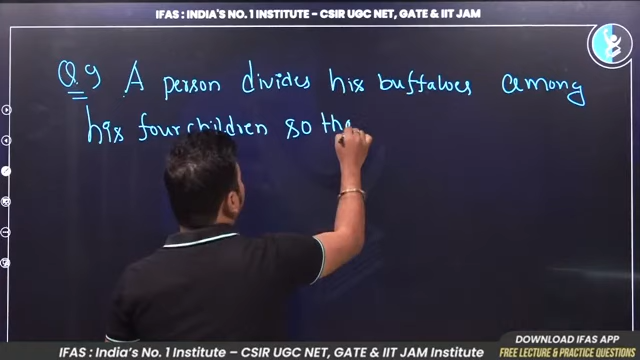 IFAS : INDIA'S NO. 1 INSTITUTE – CSIR UGC NET, GATE & IIT JAM
Q9 A person divides his buffaloes among
his four children so the
DOWNLOAD IFAS APP
FREE LECTURE & PRACTICE QUESTIONS
IFAS: India's No. 1 Institute – CSIR UGC NET, GATE & IIT JAM Institute